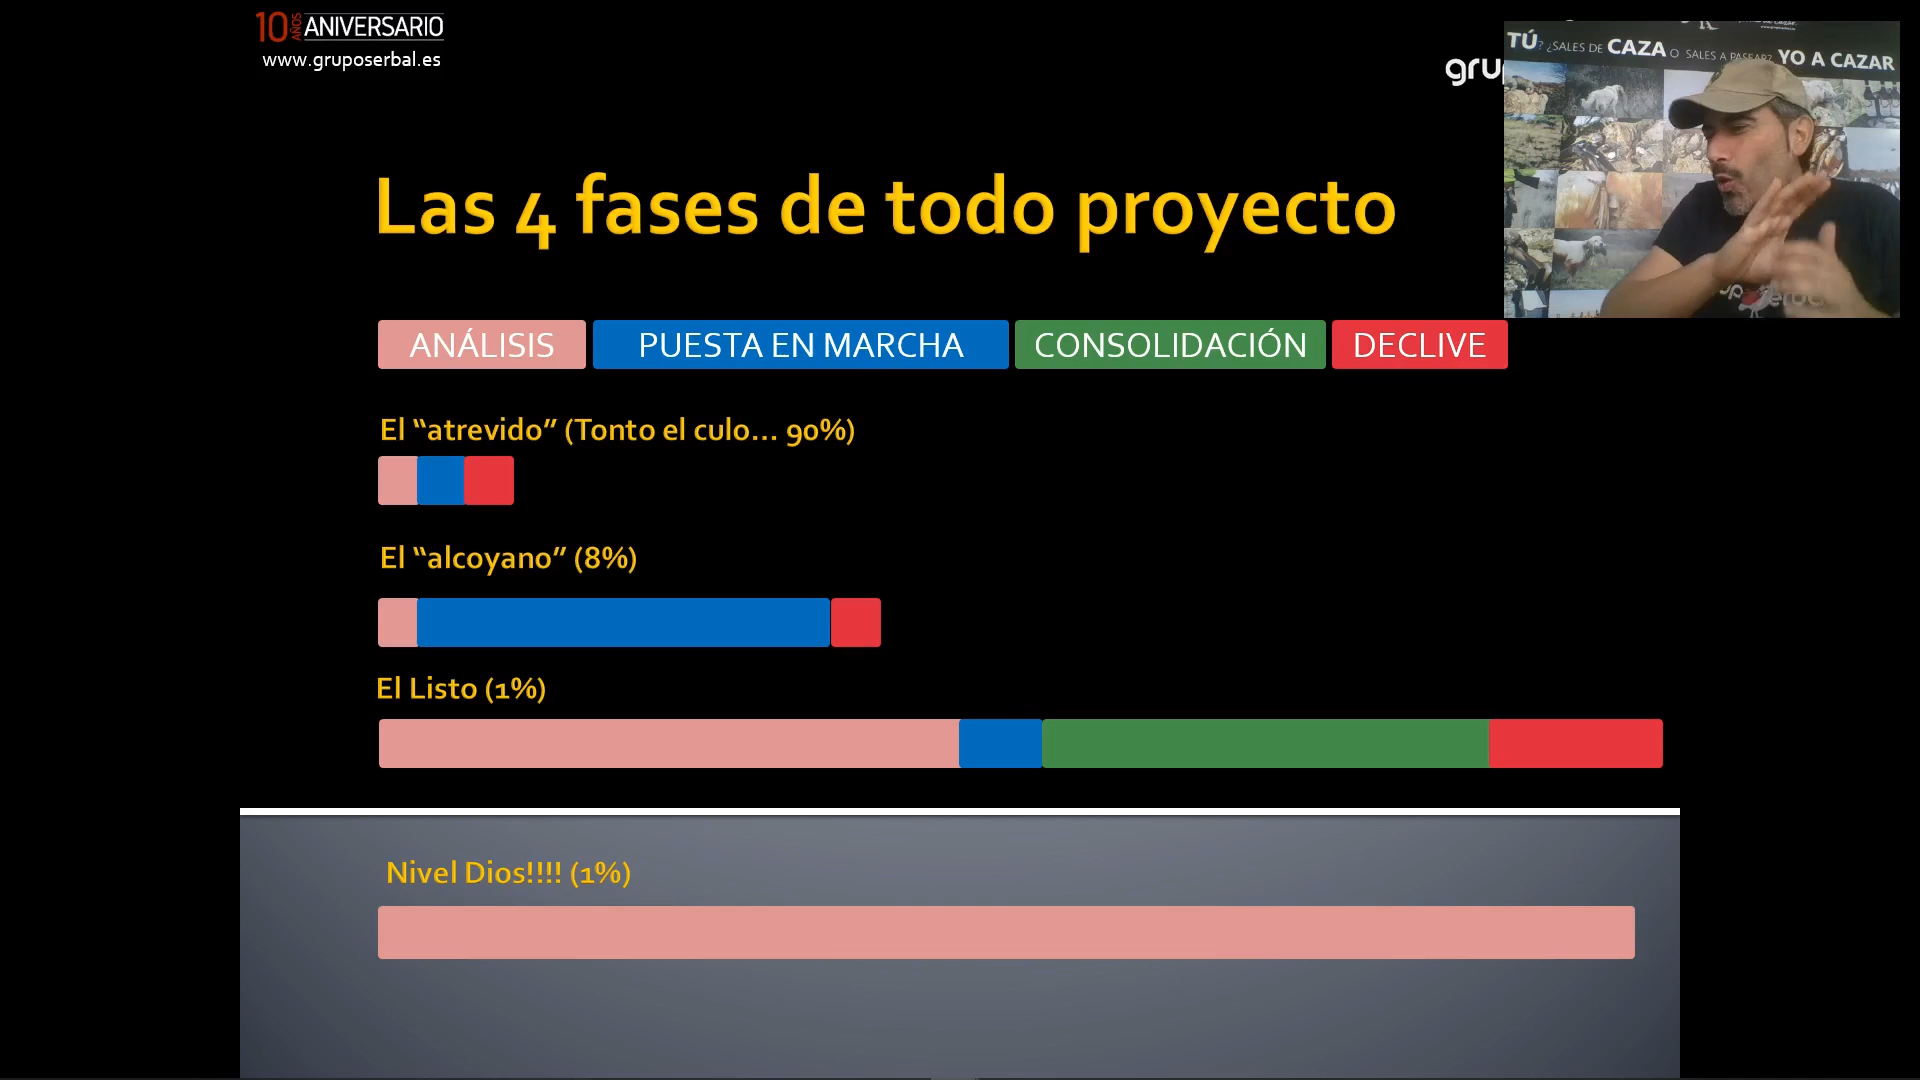 10 AÑOS ANIVERSARIO
www.gruposerbal.es
gru
TÚ? ¿SALES DE CAZA O SALES A PASEAR? YO A CAZAR
Las 4 fases de todo proyecto
ANÁLISIS PUESTA EN MARCHA CONSOLIDACIÓN DECLIVE
El “atrevido” (Tonto el culo... 90%)
El “alcoyano” (8%)
El Listo (1%)
Nivel Dios!!!! (1%)